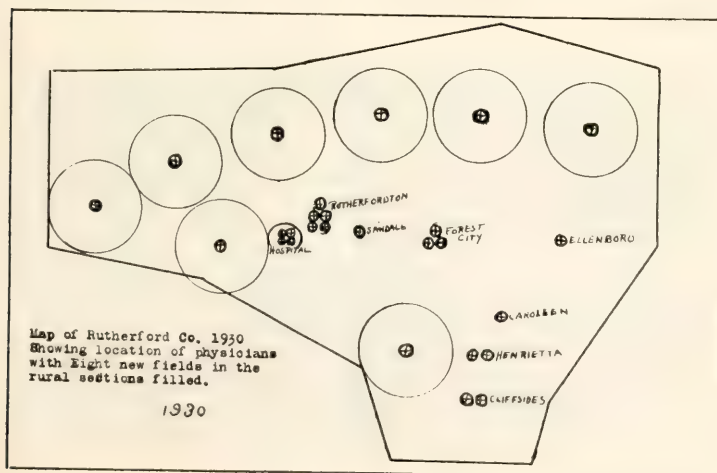 RUTHERFORDTON
SPINDALE
FOREST
CITY
HOSPITAL
ELLENBORO
CAROLEEN
HENRIETTA
CLIFFSIDES
Map of Rutherford Co. 1930
Showing location of physicians
with Eight new fields in the
rural sections filled.
1930